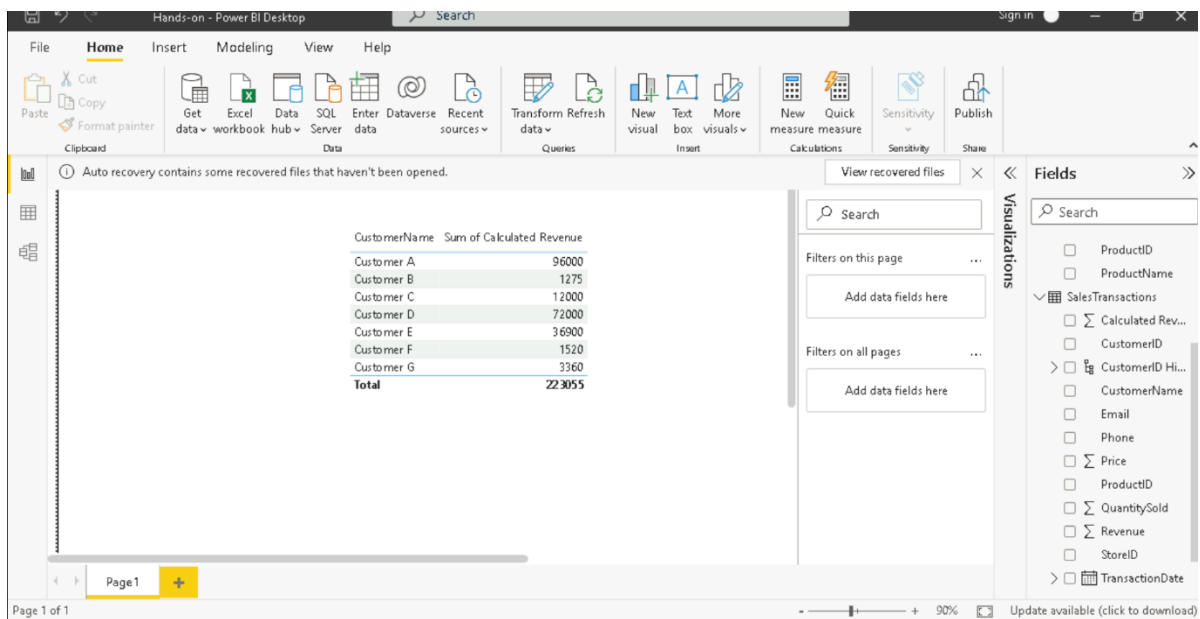 Hands-on - Power BI Desktop
Search
Sign in
File Home Insert Modeling View Help
Paste
Cut
Copy
Format painter
Clipboard
Get data
Excel workbook
Data hub
SQL Server
Enter data
Dataverse
Recent sources
Data
Transform data
Refresh
Queries
New visual
Text box
More visuals
Insert
New measure
Quick measure
Calculations
Sensitivity
Sensitivity
Publish
Share
Auto recovery contains some recovered files that haven't been opened.
View recovered files
CustomerName Sum of Calculated Revenue
Customer A 96000
Customer B 1275
Customer C 12000
Customer D 72000
Customer E 36900
Customer F 1520
Customer G 3360
Total 223055
Search
Filters on this page ...
Add data fields here
Filters on all pages ...
Add data fields here
Visualizations
Fields
Search
ProductID
ProductName
SalesTransactions
Calculated Rev...
CustomerID
CustomerID Hi...
CustomerName
Email
Phone
Price
ProductID
QuantitySold
Revenue
StoreID
TransactionDate
Page 1
Page 1 of 1
- + 90%
Update available (click to download)